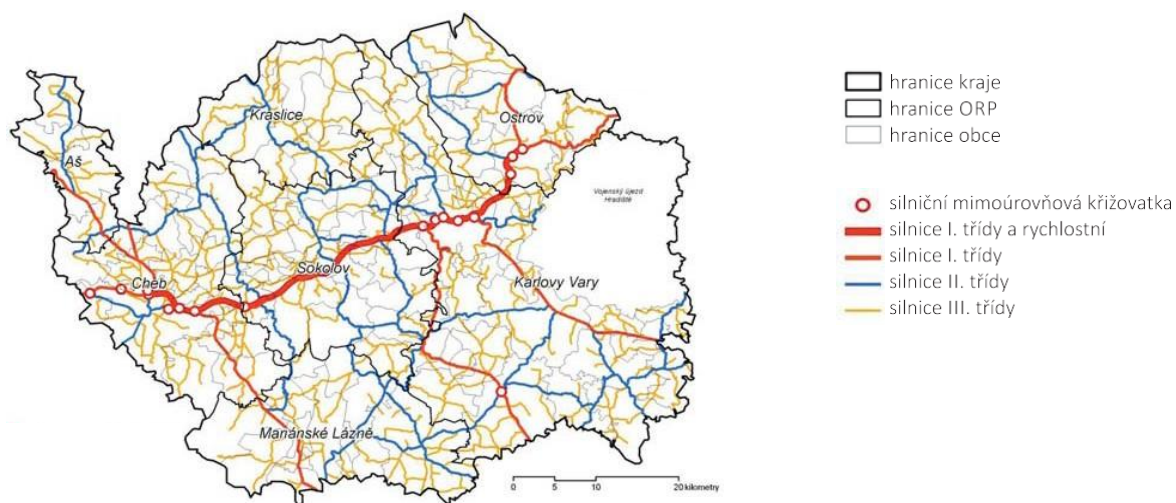 Kraslice
Ostrov
Aš
Vojenský újezd
Hradiště
Sokolov
Cheb
Karlovy Vary
Mariánské Lázně
0 5 10 20 kilometry
hranice kraje
hranice ORP
hranice obce
silniční mimoúrovňová křižovatka
silnice I. třídy a rychlostní
silnice I. třídy
silnice II. třídy
silnice III. třídy